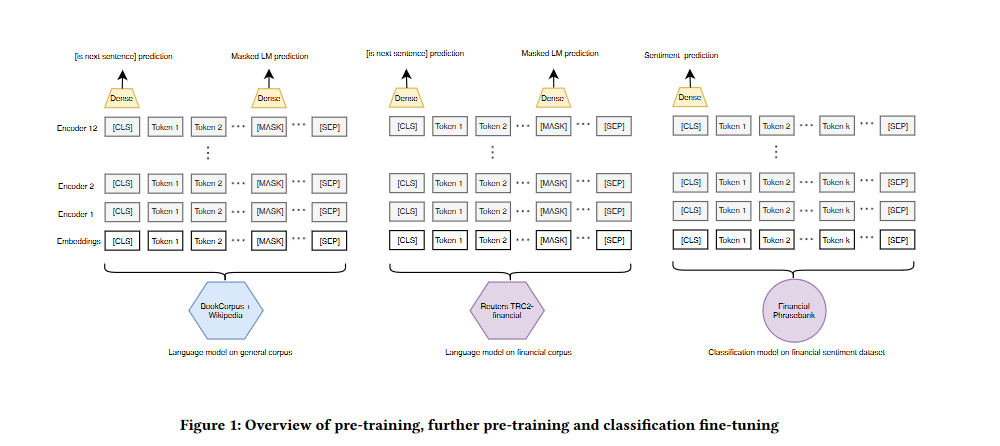 [is next sentence] prediction
Masked LM prediction
Dense
Dense
Encoder 12
[CLS]
Token 1
Token 2
[MASK]
[SEP]
Encoder 2
[CLS]
Token 1
Token 2
[MASK]
[SEP]
Encoder 1
[CLS]
Token 1
Token 2
[MASK]
[SEP]
Embeddings
[CLS]
Token 1
Token 2
[MASK]
[SEP]
BookCorpus +
Wikipedia
Language model on general corpus
[is next sentence] prediction
Masked LM prediction
Dense
Dense
[CLS]
Token 1
Token 2
[MASK]
[SEP]
[CLS]
Token 1
Token 2
[MASK]
[SEP]
[CLS]
Token 1
Token 2
[MASK]
[SEP]
[CLS]
Token 1
Token 2
[MASK]
[SEP]
Reuters TRC2-
financial
Language model on financial corpus
Sentiment prediction
Dense
[CLS]
Token 1
Token 2
Token k
[SEP]
[CLS]
Token 1
Token 2
Token k
[SEP]
[CLS]
Token 1
Token 2
Token k
[SEP]
[CLS]
Token 1
Token 2
Token k
[SEP]
Financial
Phrasebank
Classification model on financial sentiment dataset
Figure 1: Overview of pre-training, further pre-training and classification fine-tuning